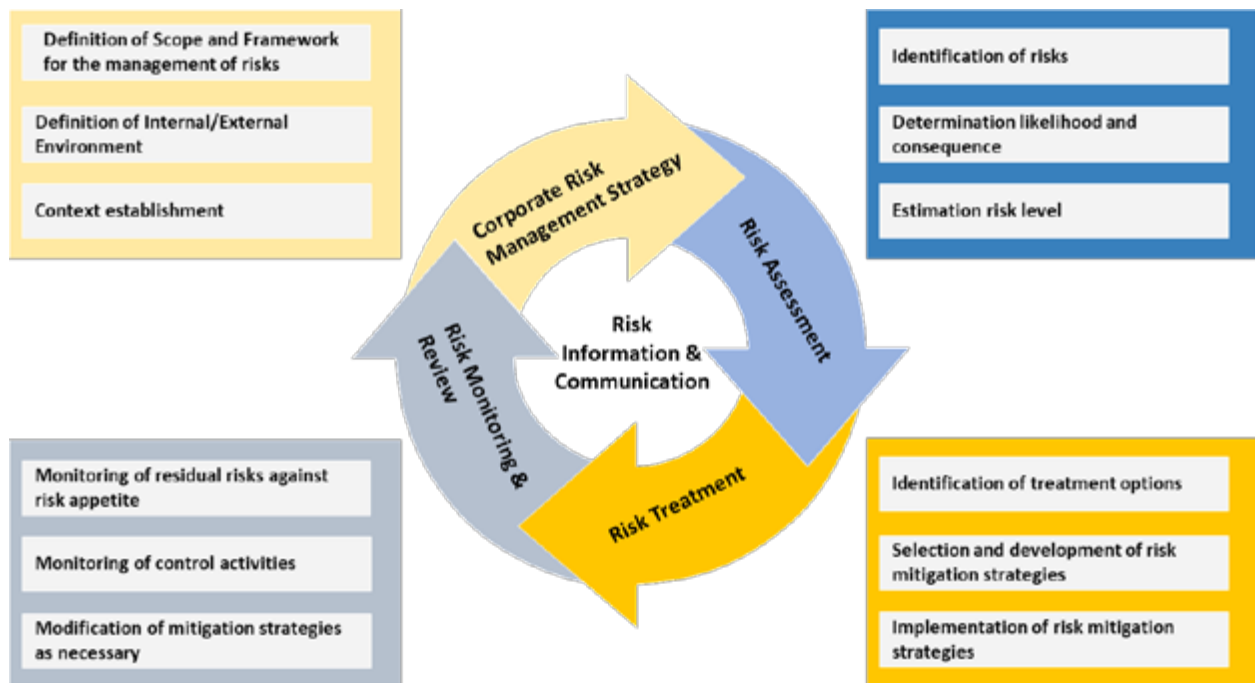 Definition of Scope and Framework
for the management of risks
Definition of Internal/External
Environment
Context establishment
Identification of risks
Determination likelihood and
consequence
Estimation risk level
Corporate Risk
Management Strategy
Risk Assessment
Risk
Information &
Communication
Risk Monitoring &
Review
Risk Treatment
Monitoring of residual risks against
risk appetite
Monitoring of control activities
Modification of mitigation strategies
as necessary
Identification of treatment options
Selection and development of risk
mitigation strategies
Implementation of risk mitigation
strategies